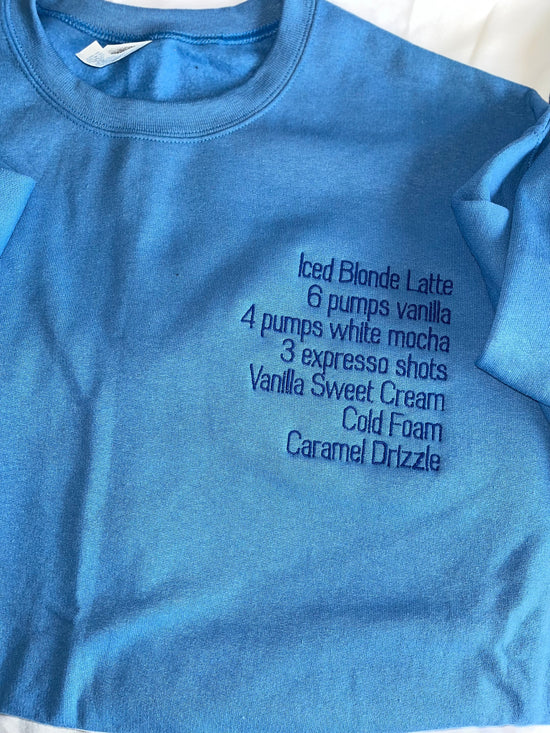 Iced Blonde Latte
6 pumps vanilla
4 pumps white mocha
3 expresso shots
Vanilla Sweet Cream
Cold Foam
Caramel DrIzzle